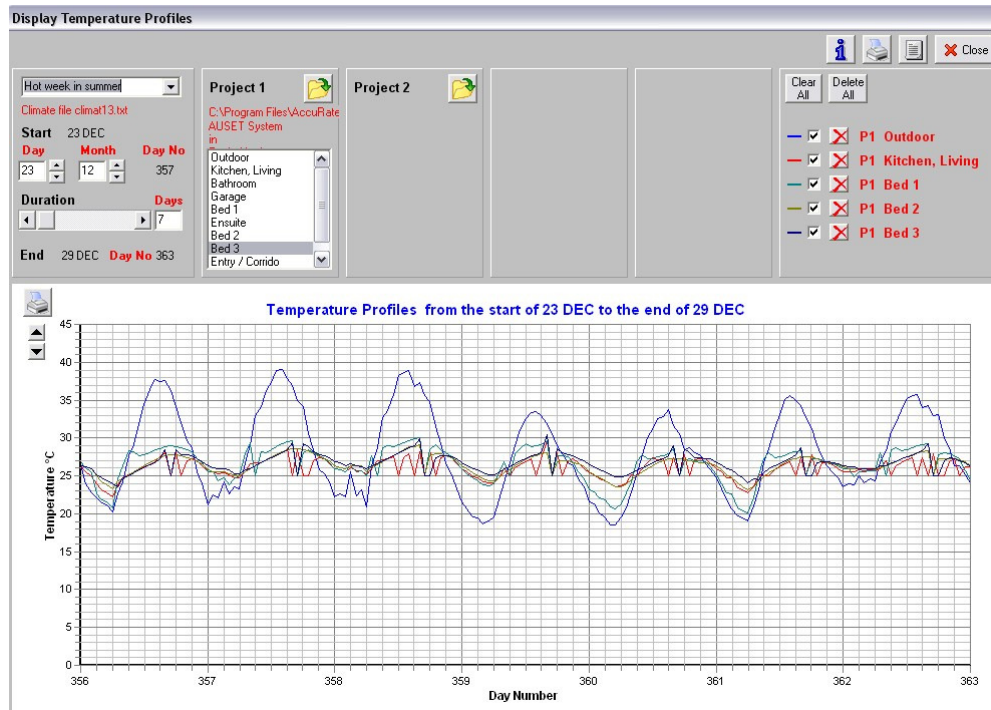 Display Temperature Profiles
Close
Hot week in summer
Climate file climat13.txt
Start 23 DEC
Day Month Day No
23 12 357
Duration Days
7
End 29 DEC Day No 363
Project 1
C:\Program Files\AccuRate
AUSET System
in
Outdoor
Kitchen, Living
Bathroom
Garage
Bed 1
Ensuite
Bed 2
Bed 3
Entry / Corrido
Project 2
Clear All
Delete All
P1 Outdoor
P1 Kitchen, Living
P1 Bed 1
P1 Bed 2
P1 Bed 3
Temperature Profiles from the start of 23 DEC to the end of 29 DEC
Temperature °C
45
40
35
30
25
20
15
10
5
0
356 357 358 359 360 361 362 363
Day Number